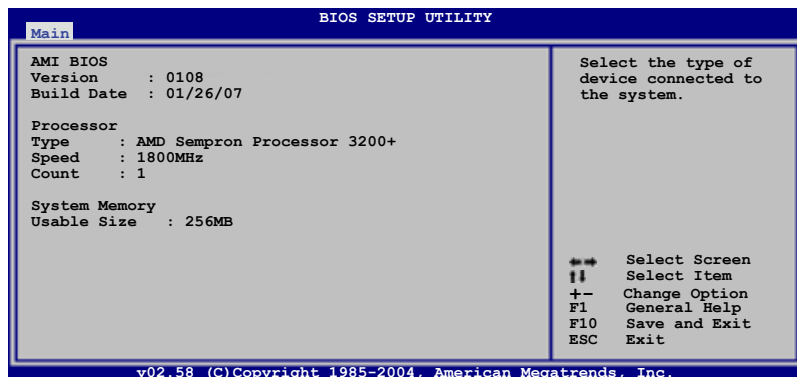 BIOS SETUP UTILITY
Main
AMI BIOS
Version : 0108
Build Date : 01/26/07
Processor
Type : AMD Sempron Processor 3200+
Speed : 1800MHz
Count : 1
System Memory
Usable Size : 256MB
Select the type of
device connected to
the system.
←→ Select Screen
↑↓ Select Item
+- Change Option
F1 General Help
F10 Save and Exit
ESC Exit
v02.58 (C)Copyright 1985-2004, American Megatrends, Inc.